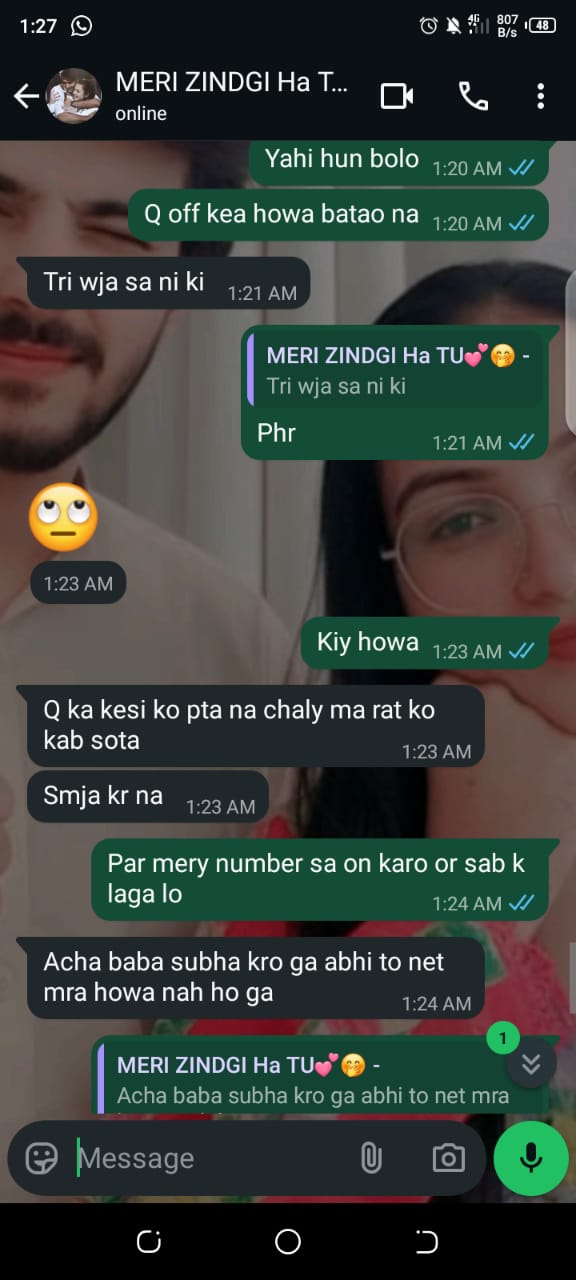 1:27
4G
807
B/s
48
MERI ZINDGI Ha T...
online
Yahi hun bolo
1:20 AM
Q off kea howa batao na
1:20 AM
Tri wja sa ni ki
1:21 AM
MERI ZINDGI Ha TU💕🤭 -
Tri wja sa ni ki
Phr
1:21 AM
🙄
1:23 AM
Kiy howa
1:23 AM
Q ka kesi ko pta na chaly ma rat ko
kab sota
1:23 AM
Smja kr na
1:23 AM
Par mery number sa on karo or sab k
laga lo
1:24 AM
Acha baba subha kro ga abhi to net
mra howa nah ho ga
1:24 AM
1
MERI ZINDGI Ha TU💕🤭 -
Acha baba subha kro ga abhi to net mra
Message